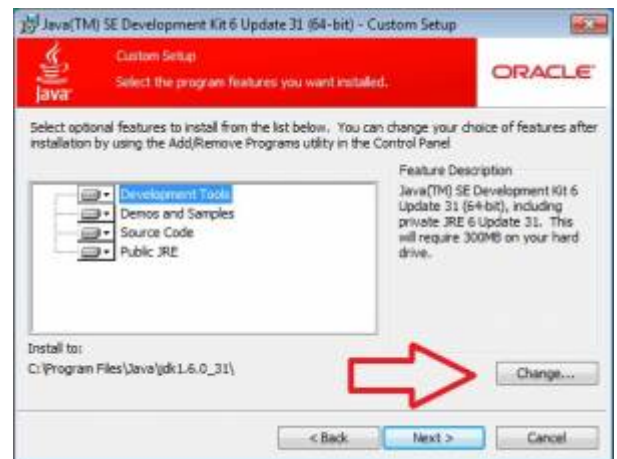 Java(TM) SE Development Kit 6 Update 31 (64-bit) - Custom Setup
Java
Custom Setup
Select the program features you want installed.
ORACLE
Select optional features to install from the list below. You can change your choice of features after
installation by using the Add/Remove Programs utility in the Control Panel
Development Tools
Demos and Samples
Source Code
Public JRE
Feature Description
Java(TM) SE Development Kit 6
Update 31 (64-bit), including
private JRE 6 Update 31. This
will require 300MB on your hard
drive.
Install to:
C:\Program Files\Java\jdk1.6.0_31\
Change...
< Back
Next >
Cancel